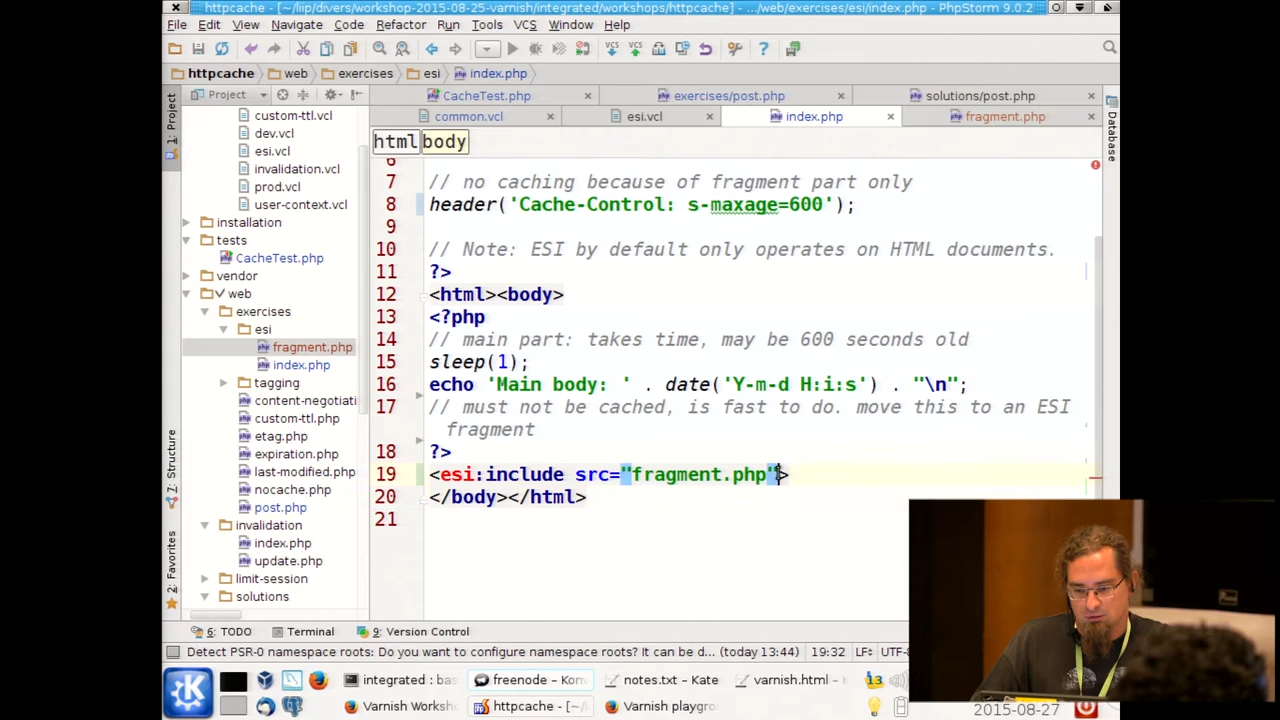 httpcache - [~/liip/divers/workshop-2015-08-25-varnish/integrated/workshops/httpcache] - .../web/exercises/esi/index.php - PhpStorm 9.0.2
File Edit View Navigate Code Refactor Run Tools VCS Window Help
httpcache web exercises esi index.php
Project
CacheTest.php exercises/post.php solutions/post.php
common.vcl esi.vcl index.php fragment.php
html body
1: Project
7: Structure
2: Favorites
Database
custom-ttl.vcl
dev.vcl
esi.vcl
invalidation.vcl
prod.vcl
user-context.vcl
installation
tests
CacheTest.php
vendor
web
exercises
esi
fragment.php
index.php
tagging
content-negotiati
custom-ttl.php
etag.php
expiration.php
last-modified.php
nocache.php
post.php
invalidation
index.php
update.php
limit-session
solutions
6
7 // no caching because of fragment part only
8 header('Cache-Control: s-maxage=600');
9
10 // Note: ESI by default only operates on HTML documents.
11 ?>
12 <html><body>
13 <?php
14 // main part: takes time, may be 600 seconds old
15 sleep(1);
16 echo 'Main body: ' . date('Y-m-d H:i:s') . "\n";
17 // must not be cached, is fast to do. move this to an ESI
fragment
18 ?>
19 <esi:include src="fragment.php">
20 </body></html>
21
6: TODO Terminal 9: Version Control
Detect PSR-0 namespace roots: Do you want to configure namespace roots? It can be d... (today 13:44) 19:32 LF UTF-8
integrated : bas freenode – Konv notes.txt – Kate varnish.html – 13
Varnish Worksh httpcache - [~/ Varnish playgro 2015-08-27